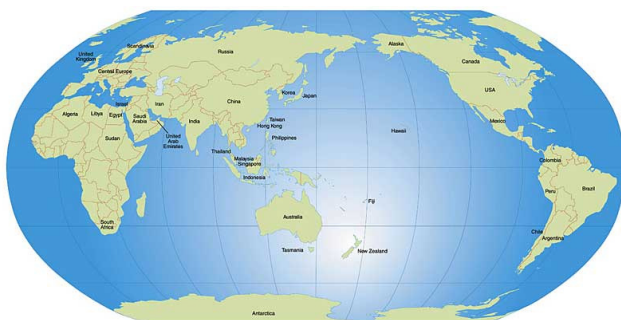 Alaska
Scandinavia
United
Kingdom
Russia
Canada
Central Europe
USA
Korea
Japan
China
Israel
Iran
Algeria
Libya
Egypt
Saudi
Arabia
India
Taiwan
Hong Kong
Mexico
Sudan
United
Arab
Emirates
Philippines
Hawaii
Thailand
Malaysia
Singapore
Colombia
Indonesia
Peru
Brazil
Fiji
South
Africa
Australia
Chile
Argentina
Tasmania
New Zealand
Antarctica